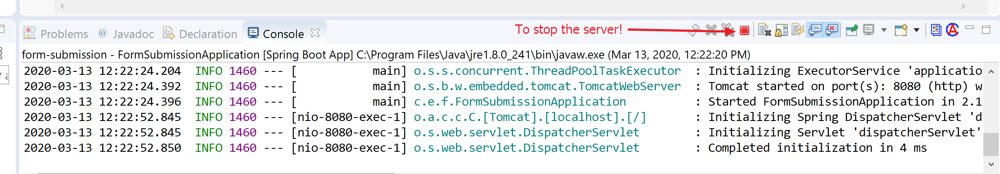 Problems @ Javadoc Declaration Console To stop the server!
form-submission - FormSubmissionApplication [Spring Boot App] C:\Program Files\Java\jre1.8.0_241\bin\javaw.exe (Mar 13, 2020, 12:22:20 PM)
2020-03-13 12:22:24.204  INFO 1460 --- [           main] o.s.s.concurrent.ThreadPoolTaskExecutor  : Initializing ExecutorService 'applicatio
2020-03-13 12:22:24.392  INFO 1460 --- [           main] o.s.b.w.embedded.tomcat.TomcatWebServer  : Tomcat started on port(s): 8080 (http) w
2020-03-13 12:22:24.396  INFO 1460 --- [           main] c.e.f.FormSubmissionApplication          : Started FormSubmissionApplication in 2.1
2020-03-13 12:22:52.845  INFO 1460 --- [nio-8080-exec-1] o.a.c.c.C.[Tomcat].[localhost].[/]       : Initializing Spring DispatcherServlet 'd
2020-03-13 12:22:52.845  INFO 1460 --- [nio-8080-exec-1] o.s.web.servlet.DispatcherServlet        : Initializing Servlet 'dispatcherServlet'
2020-03-13 12:22:52.850  INFO 1460 --- [nio-8080-exec-1] o.s.web.servlet.DispatcherServlet        : Completed initialization in 4 ms